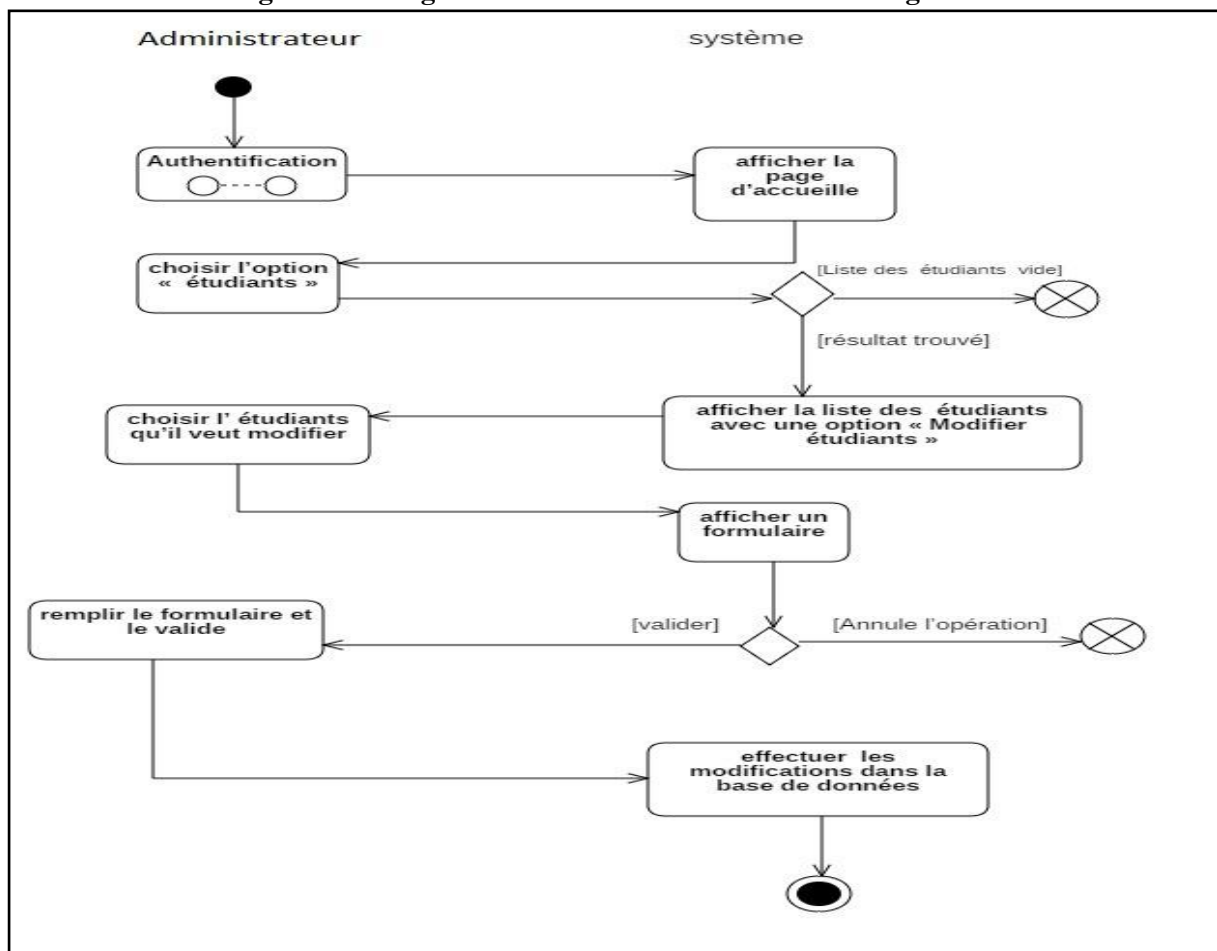 Administrateur
système
Authentification
afficher la
page
d'accueille
choisir l'option
« étudiants »
[Liste des étudiants vide]
[résultat trouvé]
afficher la liste des étudiants
avec une option « Modifier
étudiants »
choisir l' étudiants
qu'il veut modifier
afficher un
formulaire
[valider]
[Annule l'opération]
remplir le formulaire et
le valide
effectuer les
modifications dans la
base de données